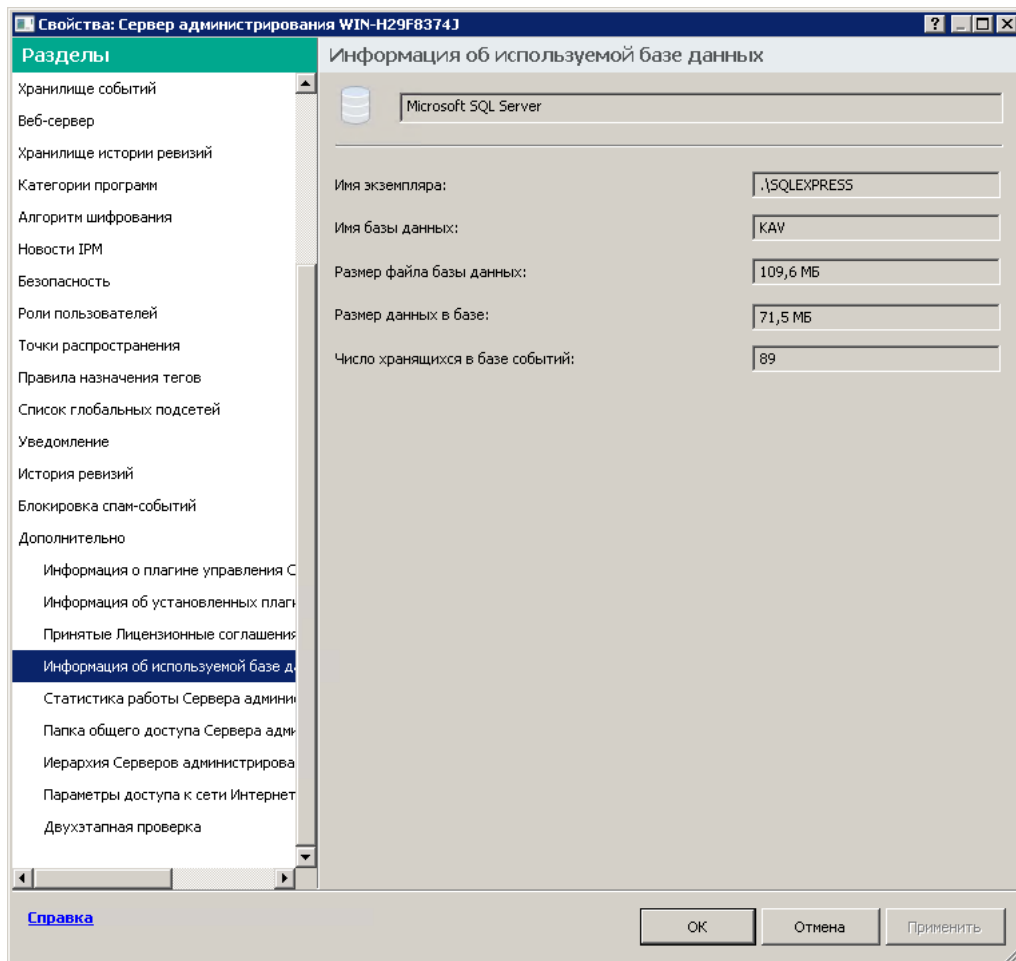 Свойства: Сервер администрирования WIN-H29F8374J
Разделы
Хранилище событий
Веб-сервер
Хранилище истории ревизий
Категории программ
Алгоритм шифрования
Новости IPM
Безопасность
Роли пользователей
Точки распространения
Правила назначения тегов
Список глобальных подсетей
Уведомление
История ревизий
Блокировка спам-событий
Дополнительно
Информация о плагине управления С
Информация об установленных плаги
Принятые Лицензионные соглашения
Информация об используемой базе да
Статистика работы Сервера админи
Папка общего доступа Сервера адми
Иерархия Серверов администрирова
Параметры доступа к сети Интернет
Двухэтапная проверка
Информация об используемой базе данных
Microsoft SQL Server
Имя экземпляра: .\SQLEXPRESS
Имя базы данных: KAV
Размер файла базы данных: 109,6 МБ
Размер данных в базе: 71,5 МБ
Число хранящихся в базе событий: 89
Справка
ОК Отмена Применить